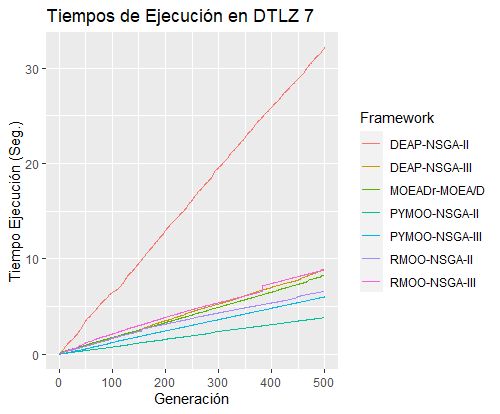 Tiempos de Ejecución en DTLZ 7
Tiempo Ejecución (Seg.)
30
20
10
0
0 100 200 300 400 500
Generación
Framework
DEAP-NSGA-II
DEAP-NSGA-III
MOEADr-MOEA/D
PYMOO-NSGA-II
PYMOO-NSGA-III
RMOO-NSGA-II
RMOO-NSGA-III